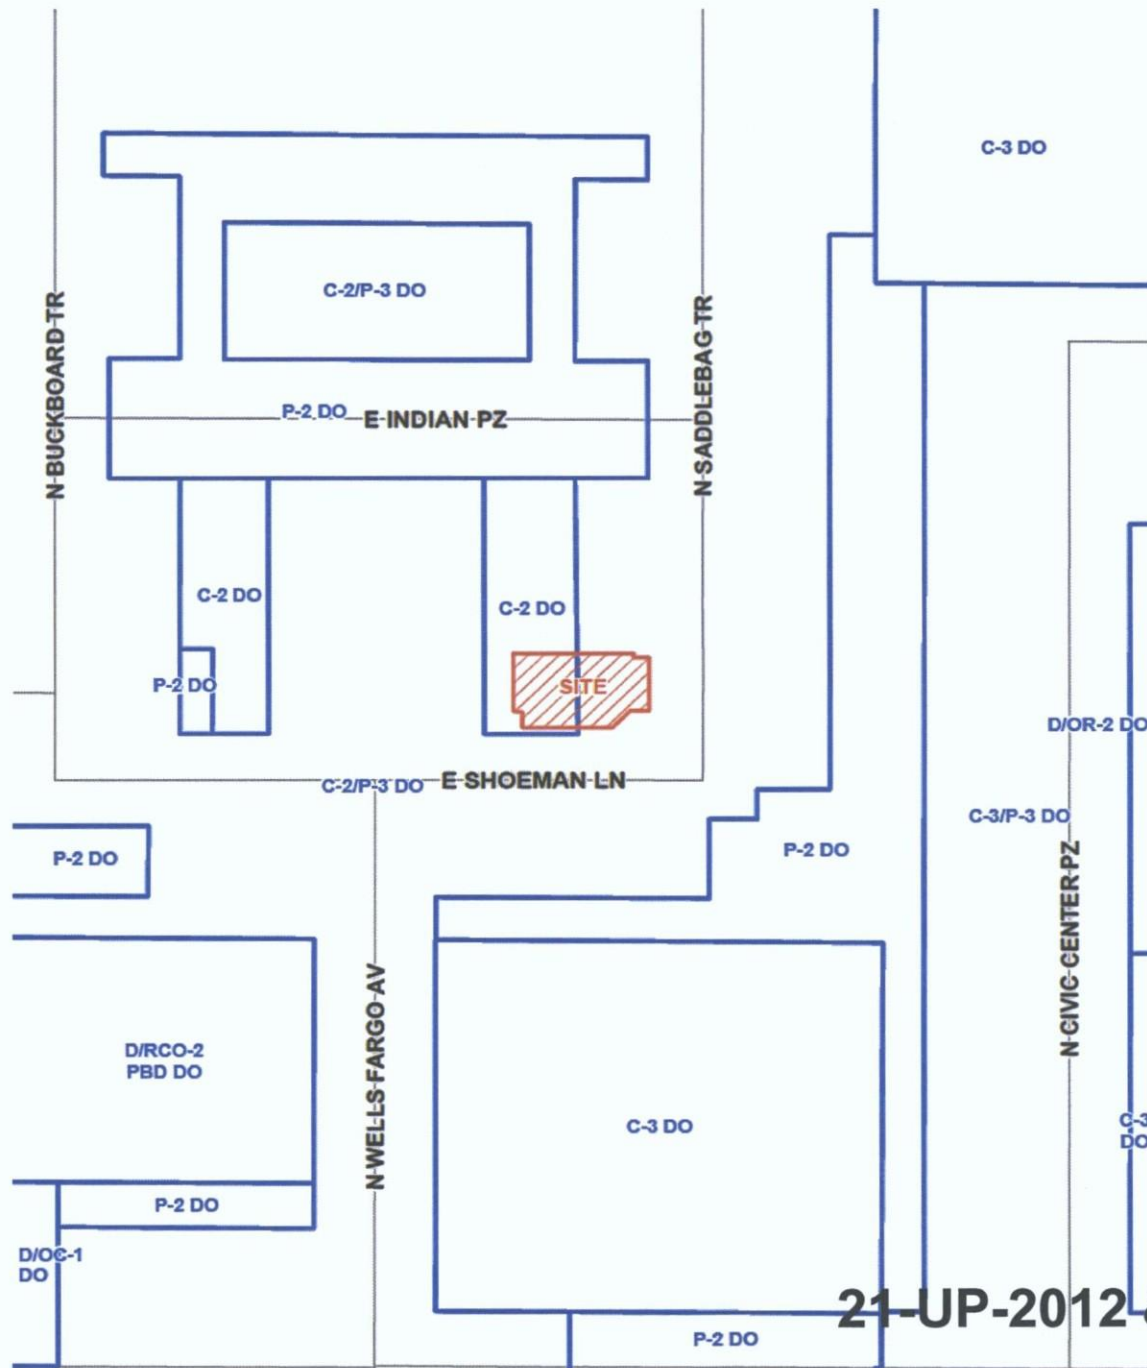 C-3 DO
C-2/P-3 DO
N BUCKBOARD TR
N SADDLEBAG TR
P-2 DO
E INDIAN PZ
C-2 DO
C-2 DO
P-2 DO
SITE
D/OR-2 DO
C-2/P-3 DO
E SHOEMAN LN
C-3/P-3 DO
P-2 DO
P-2 DO
N CIVIC CENTER PZ
N WELLS FARGO AV
D/RCO-2
PBD DO
C-3 DO
C-3
DO
P-2 DO
D/OC-1
DO
21-UP-2012
P-2 DO